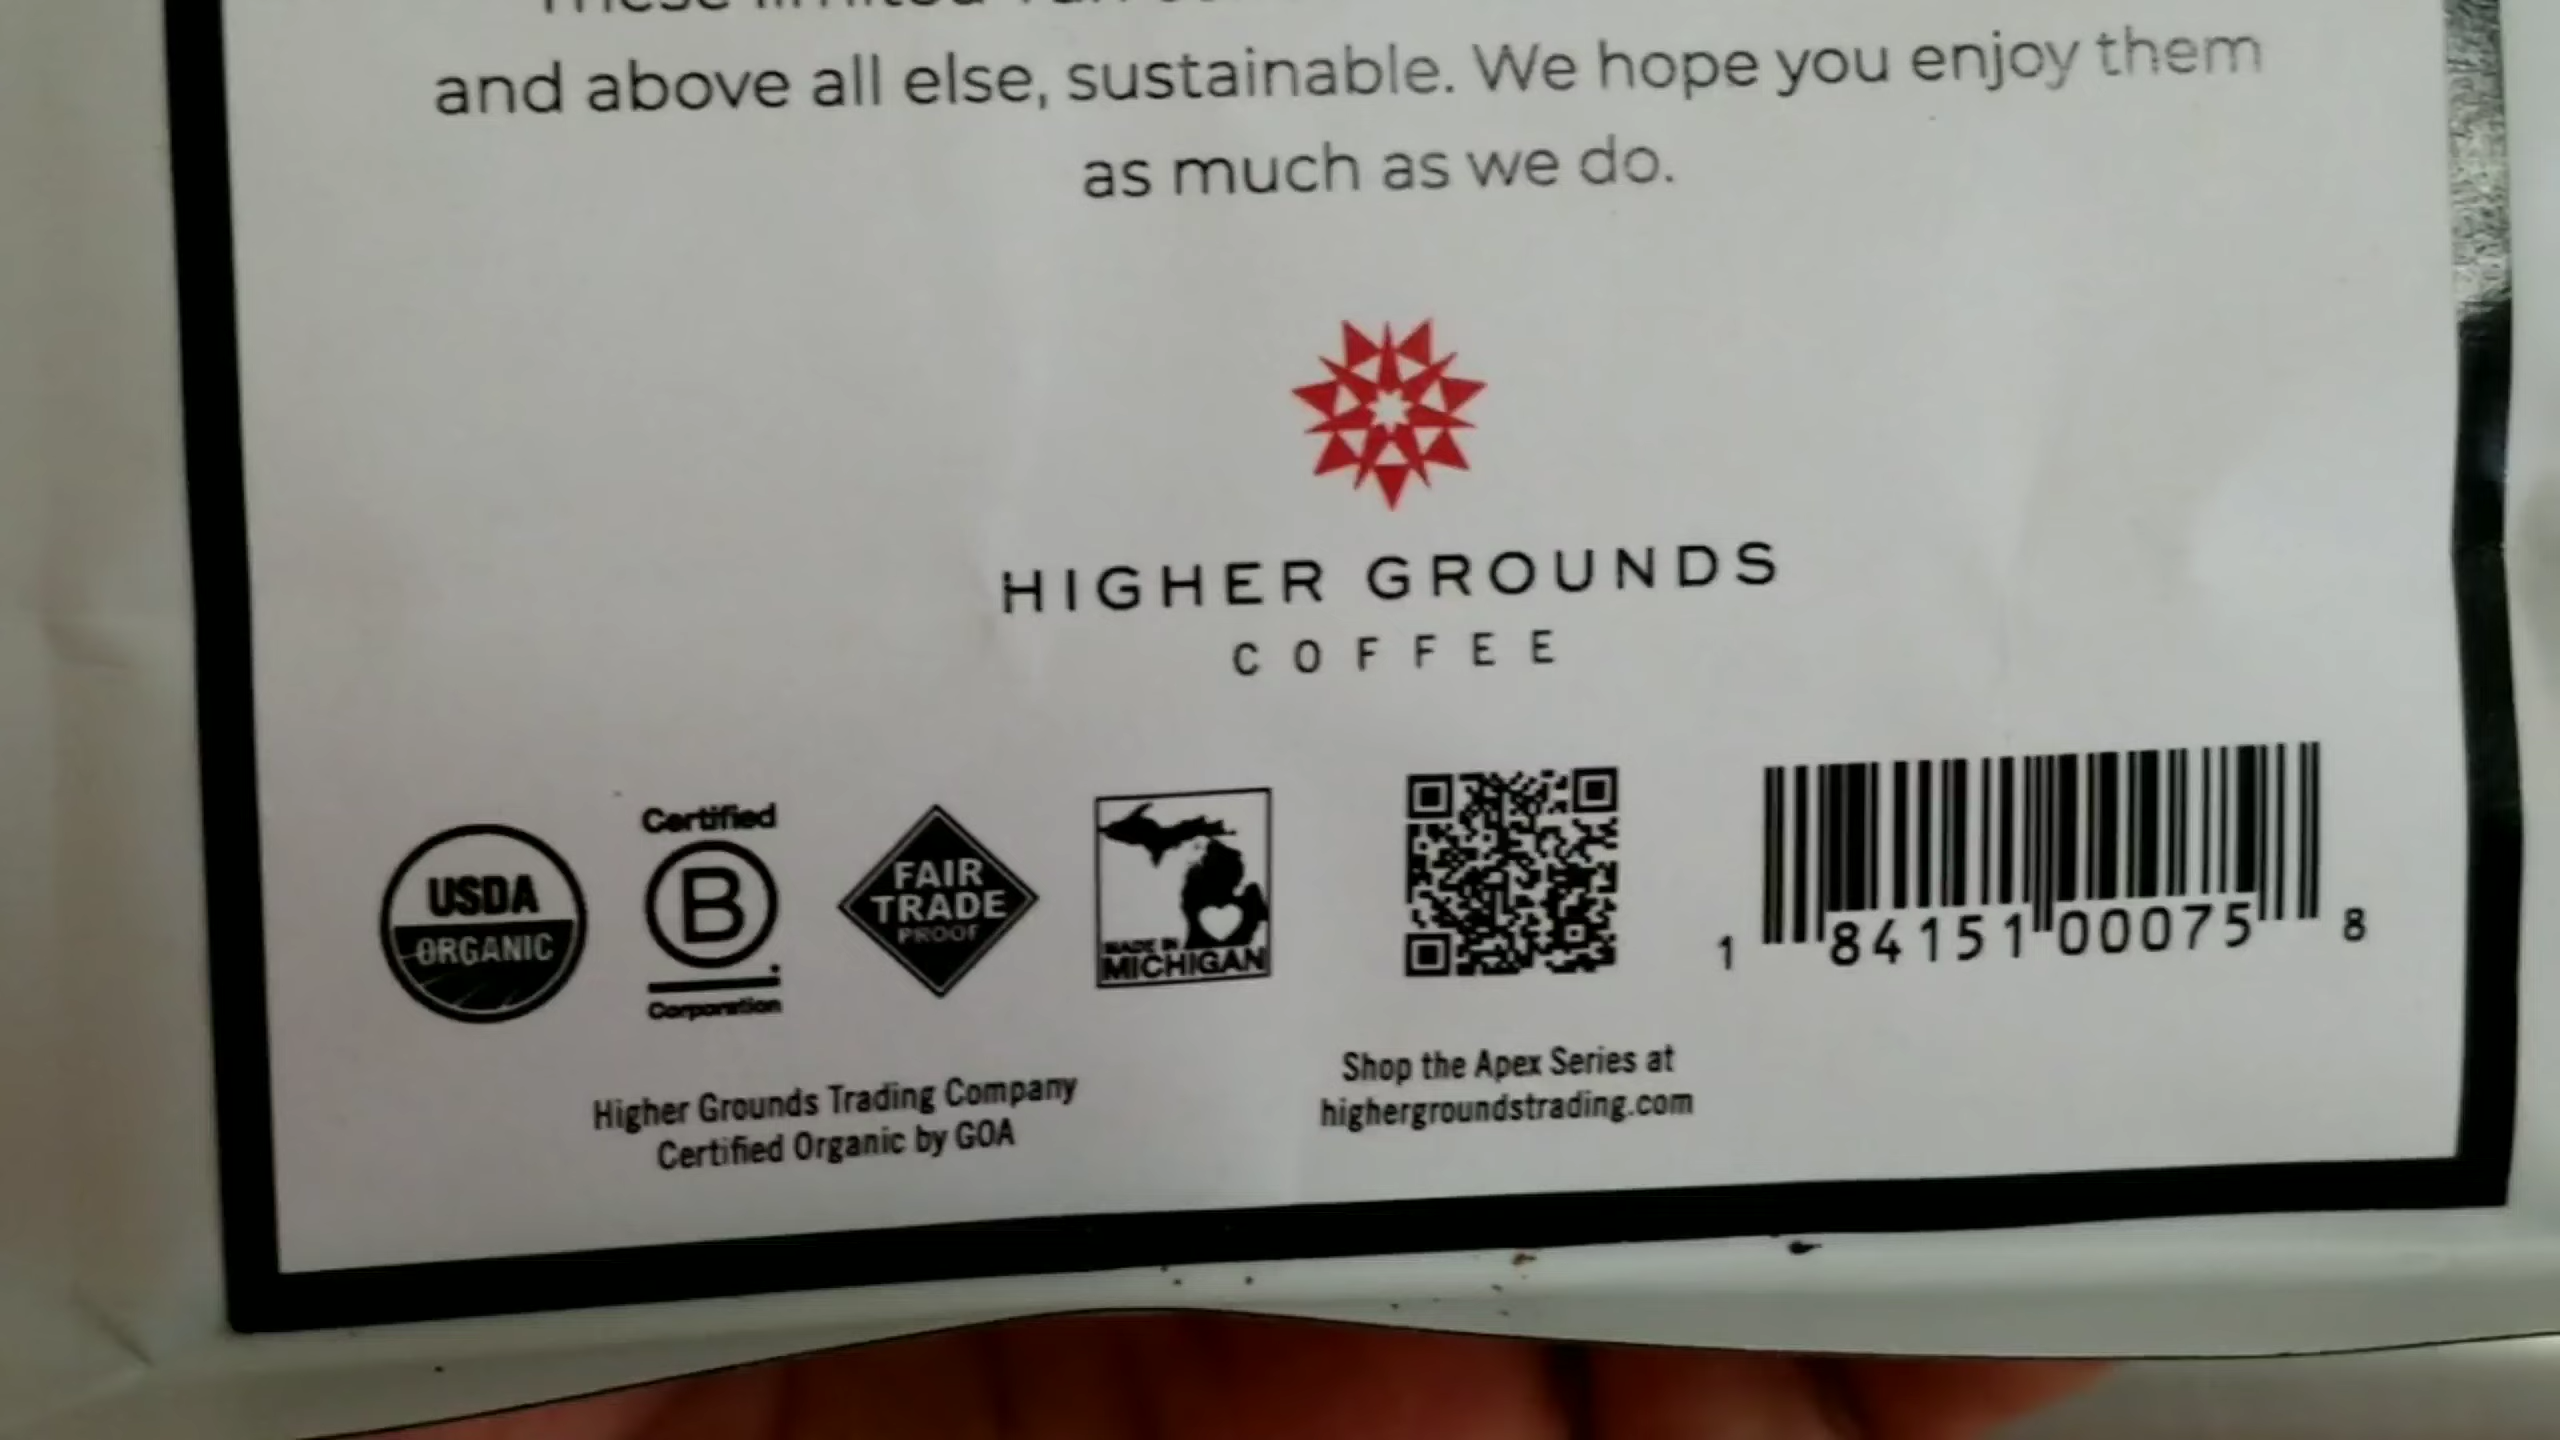 These limited
and above all else, sustainable. We hope you enjoy them
as much as we do.
HIGHER GROUNDS
COFFEE
USDA
ORGANIC
Certified
B
Corporation
FAIR
TRADE
PROOF
MADE IN
MICHIGAN
1 84151 00075 8
Higher Grounds Trading Company
Certified Organic by GOA
Shop the Apex Series at
highergroundstrading.com